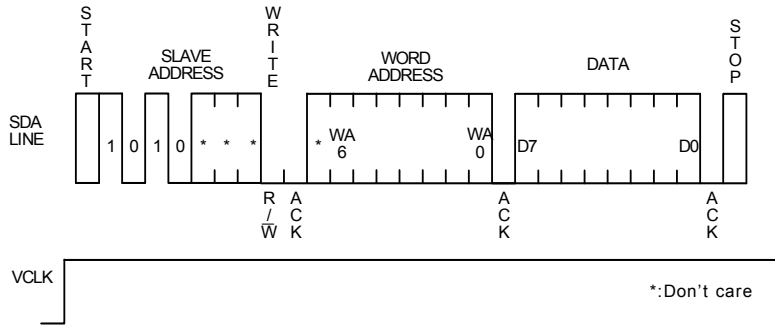 START
SLAVE
ADDRESS
WRITE
WORD
ADDRESS
DATA
STOP
SDA
LINE
1 0 1 0 * * * * WA
6 WA
0 D7 D0
R
/
W
ACK
ACK
ACK
VCLK
*:Don't care